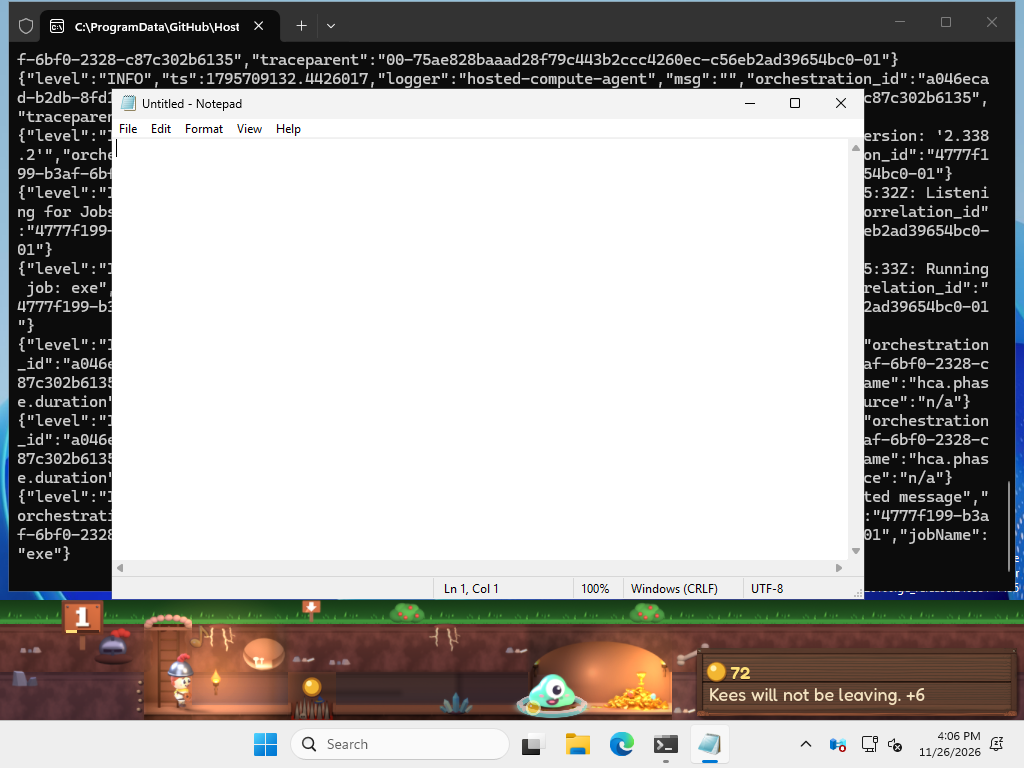 C:\ProgramData\GitHub\Host
f-6bf0-2328-c87c302b6135","traceparent":"00-75ae828baaad28f79c443b2ccc4260ec-c56eb2ad39654bc0-01"}
{"level":"INFO","ts":1795709132.4426017,"logger":"hosted-compute-agent","msg":"","orchestration_id":"a046eca
d-b2db-8fd
c87c302b6135",
"traceparen
Untitled - Notepad
File Edit Format View Help
{"level":"
ersion: '2.338
.2'","orche
on_id":"4777f1
99-b3af-6bf
54bc0-01"}
{"level":"
5:32Z: Listeni
ng for Jobs
orrelation_id"
:"4777f199-
eb2ad39654bc0-
01"}
{"level":"
5:33Z: Running
job: exe",
relation_id":"
4777f199-b3
2ad39654bc0-01
"}
{"level":"
"orchestration
_id":"a046e
af-6bf0-2328-c
87c302b6135
ame":"hca.phas
e.duration"
urce":"n/a"}
{"level":"
"orchestration
_id":"a046e
af-6bf0-2328-c
87c302b6135
ame":"hca.phas
e.duration"
ce":"n/a"}
{"level":"
ted message","
orchestrati
:"4777f199-b3a
f-6bf0-2328
01","jobName":
"exe"}
Ln 1, Col 1 100% Windows (CRLF) UTF-8
1
72
Kees will not be leaving. +6
Search
4:06 PM
11/26/2026